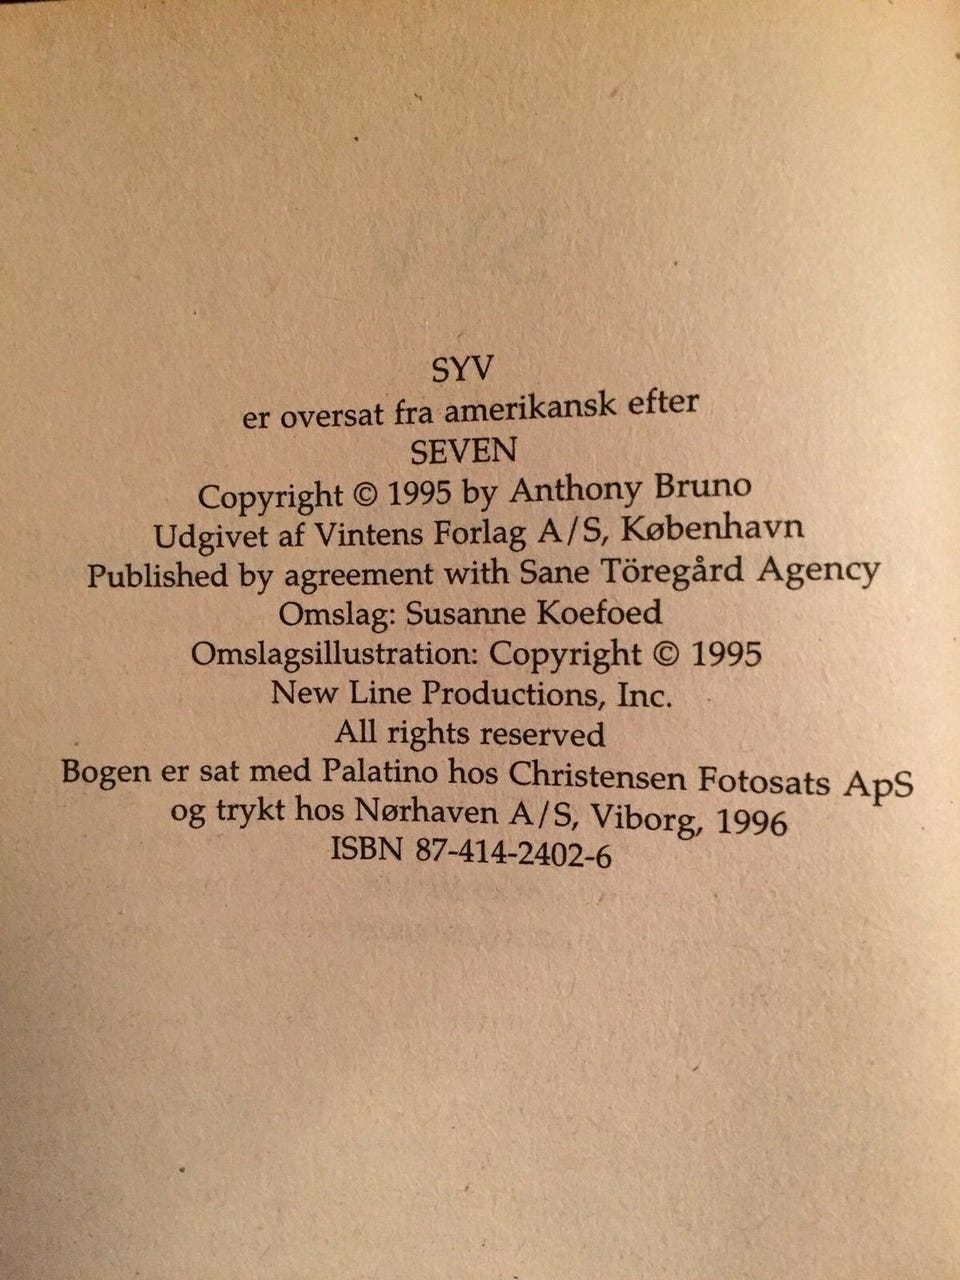 SYV
er oversat fra amerikansk efter
SEVEN
Copyright © 1995 by Anthony Bruno
Udgivet af Vintens Forlag A/S, København
Published by agreement with Sane Töregård Agency
Omslag: Susanne Koefoed
Omslagsillustration: Copyright © 1995
New Line Productions, Inc.
All rights reserved
Bogen er sat med Palatino hos Christensen Fotosats ApS
og trykt hos Nørhaven A/S, Viborg, 1996
ISBN 87-414-2402-6